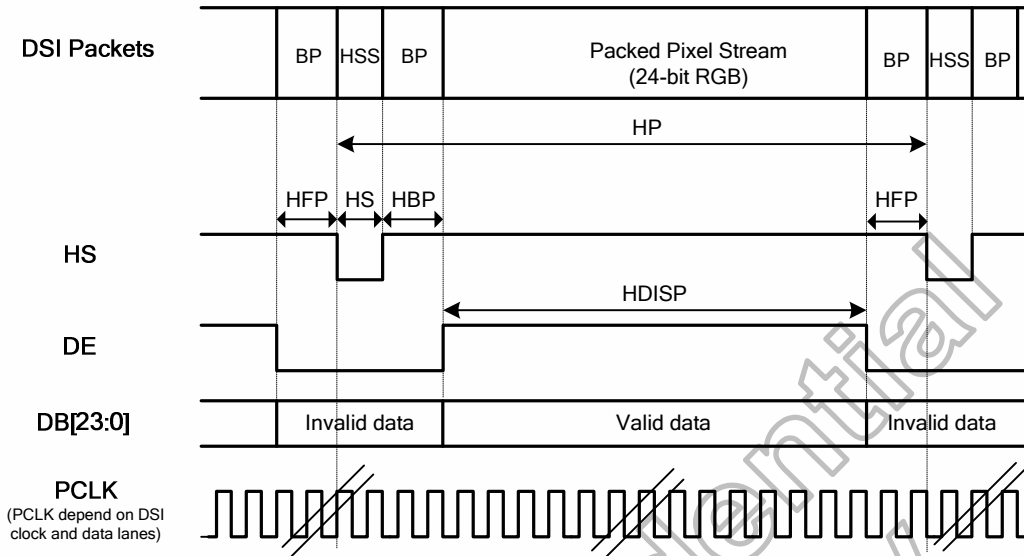 DSI Packets
BP
HSS
BP
Packed Pixel Stream
(24-bit RGB)
BP
HSS
BP
HP
HFP
HS
HBP
HFP
HS
HDISP
DE
DB[23:0]
Invalid data
Valid data
Invalid data
PCLK
(PCLK depend on DSI
clock and data lanes)